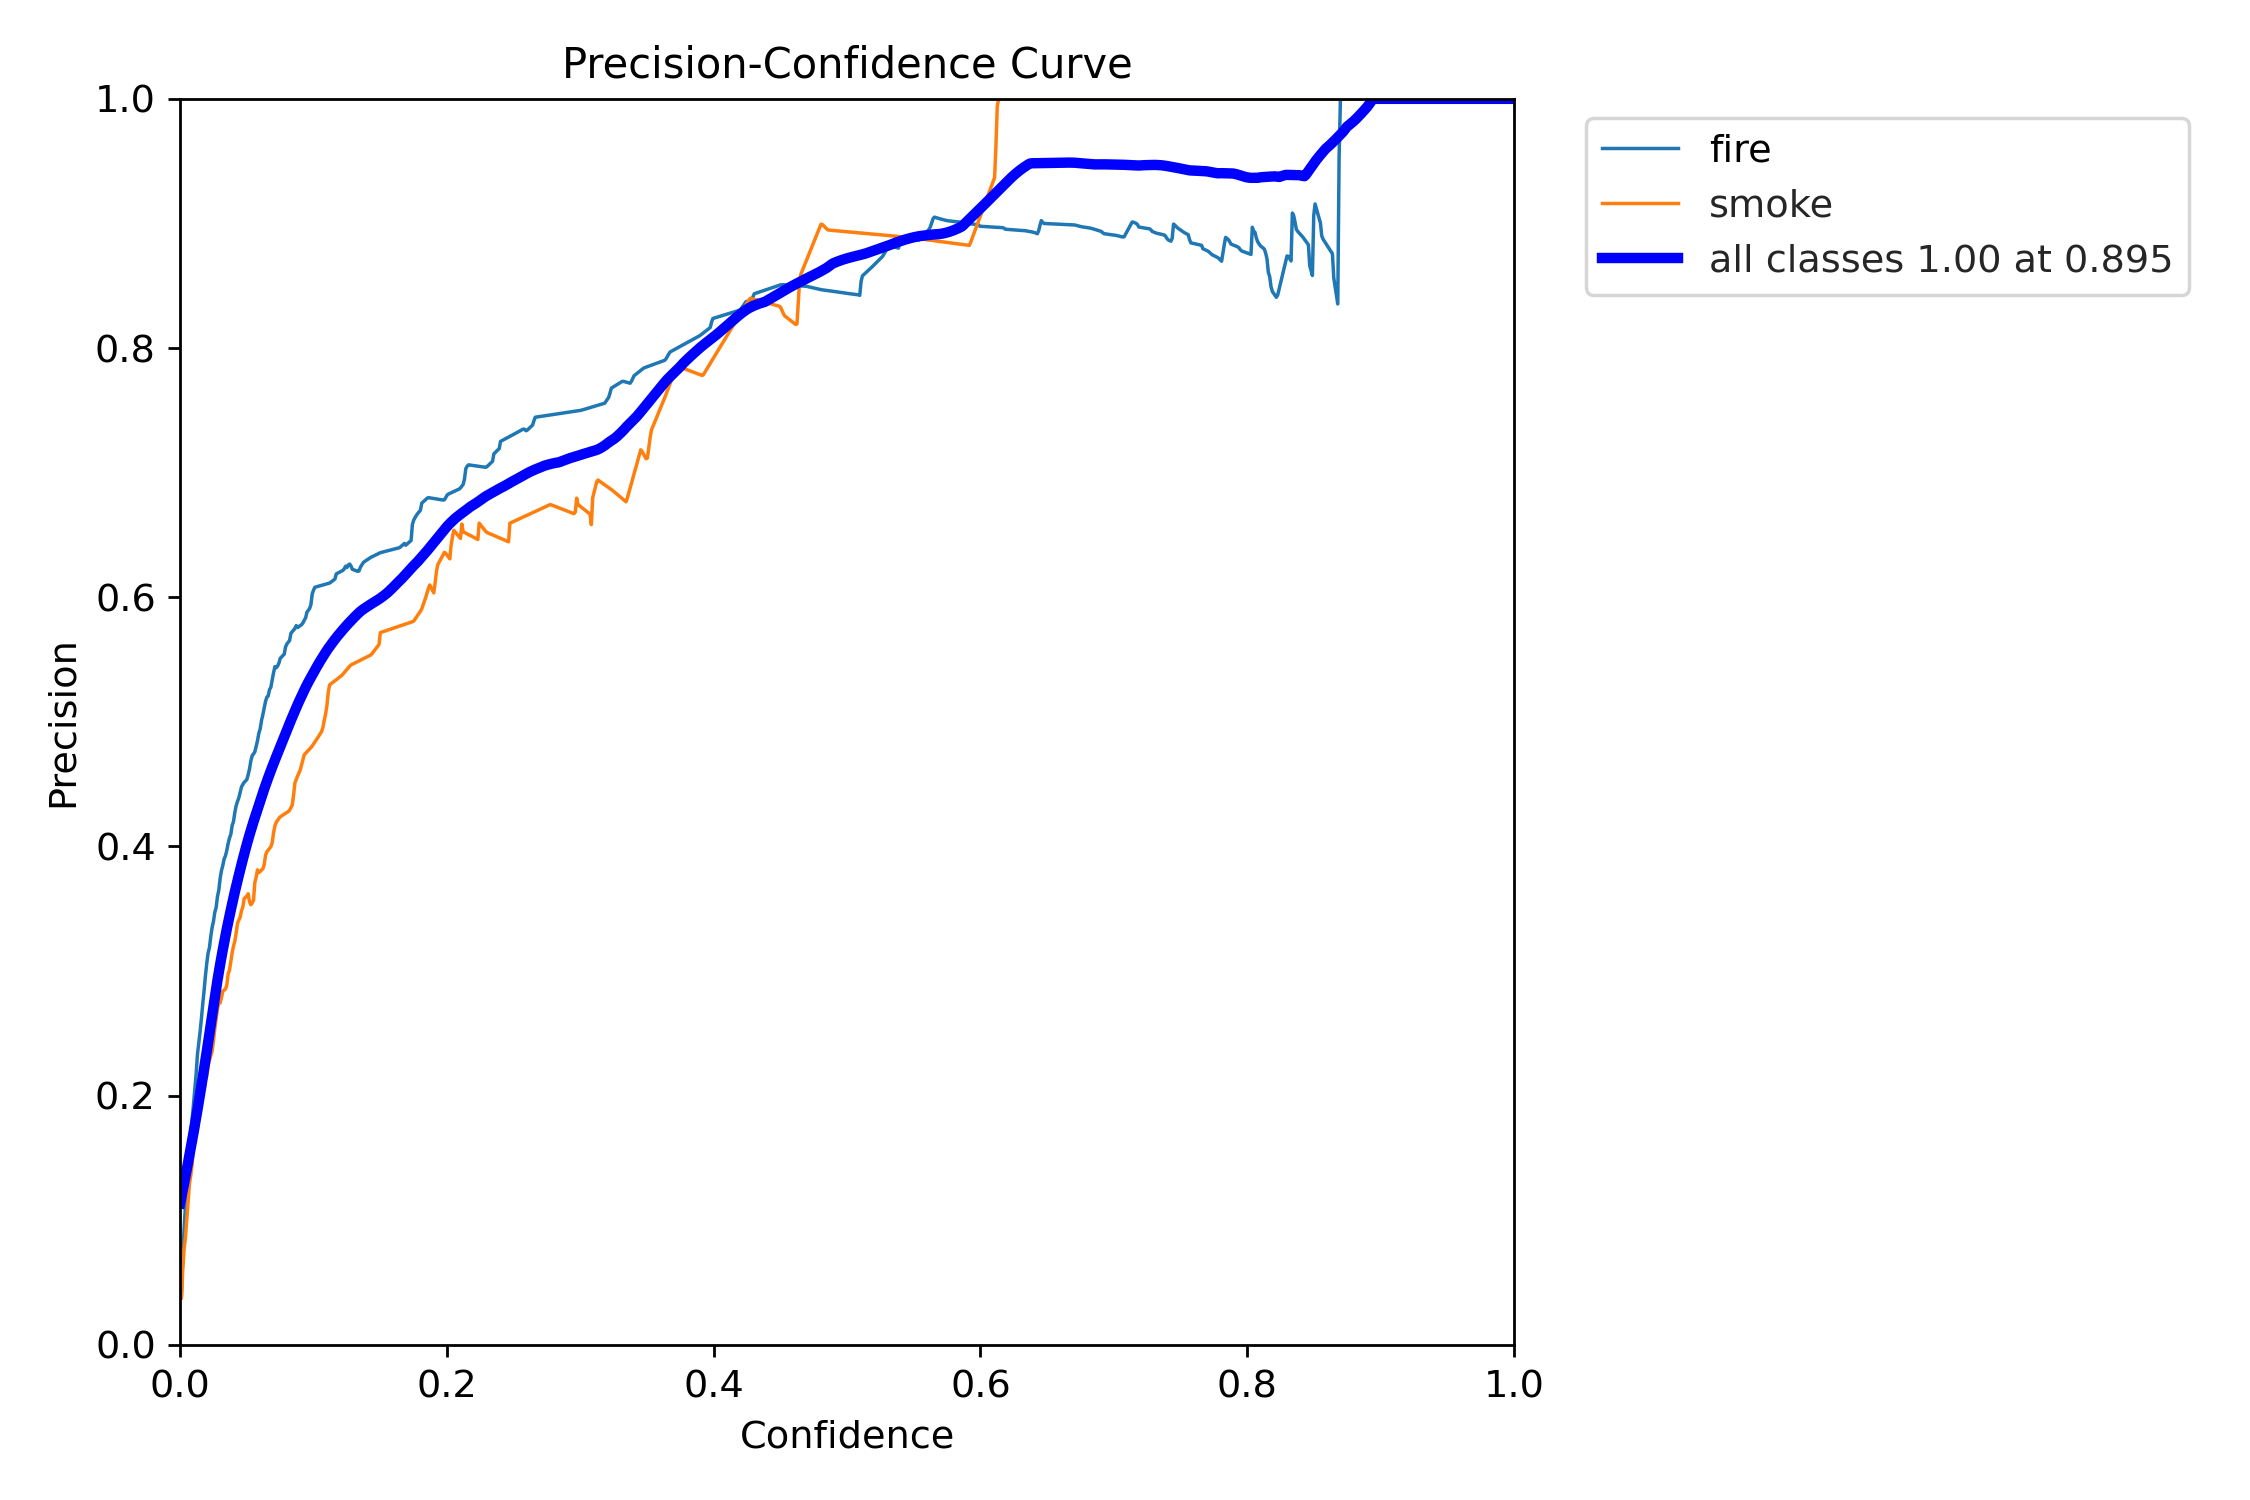 Precision-Confidence Curve
1.0
0.8
0.6
0.4
0.2
0.0
Precision
0.0 0.2 0.4 0.6 0.8 1.0
Confidence
fire
smoke
all classes 1.00 at 0.895